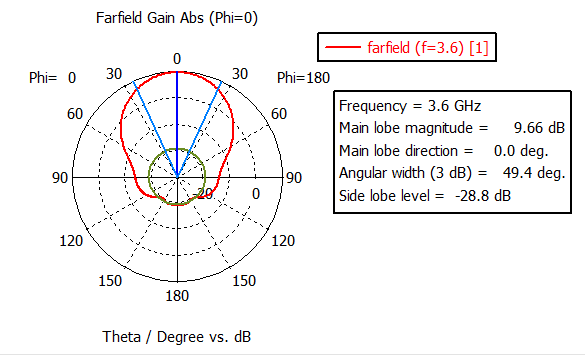 Farfield Gain Abs (Phi=0)
farfield (f=3.6) [1]
Phi= 0
30
0
30
Phi=180
60
60
90
90
-20
0
120
120
150
150
180
Frequency = 3.6 GHz
Main lobe magnitude = 9.66 dB
Main lobe direction = 0.0 deg.
Angular width (3 dB) = 49.4 deg.
Side lobe level = -28.8 dB
Theta / Degree vs. dB